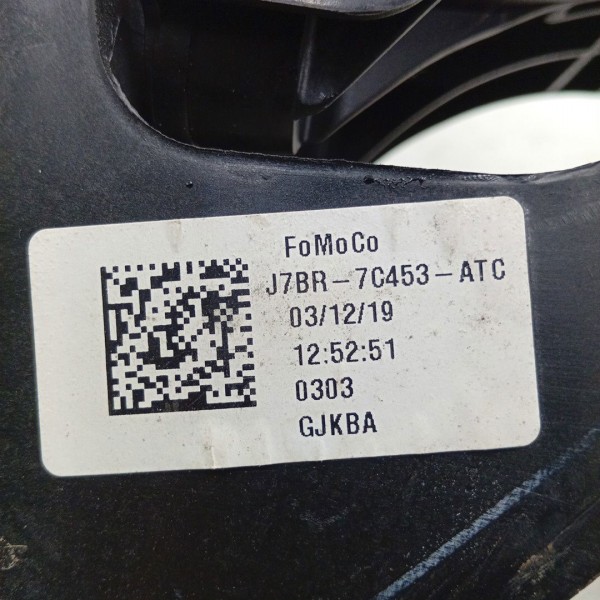 FoMoCo
J7BR-7C453-ATC
03/12/19
12:52:51
0303
GJKBA